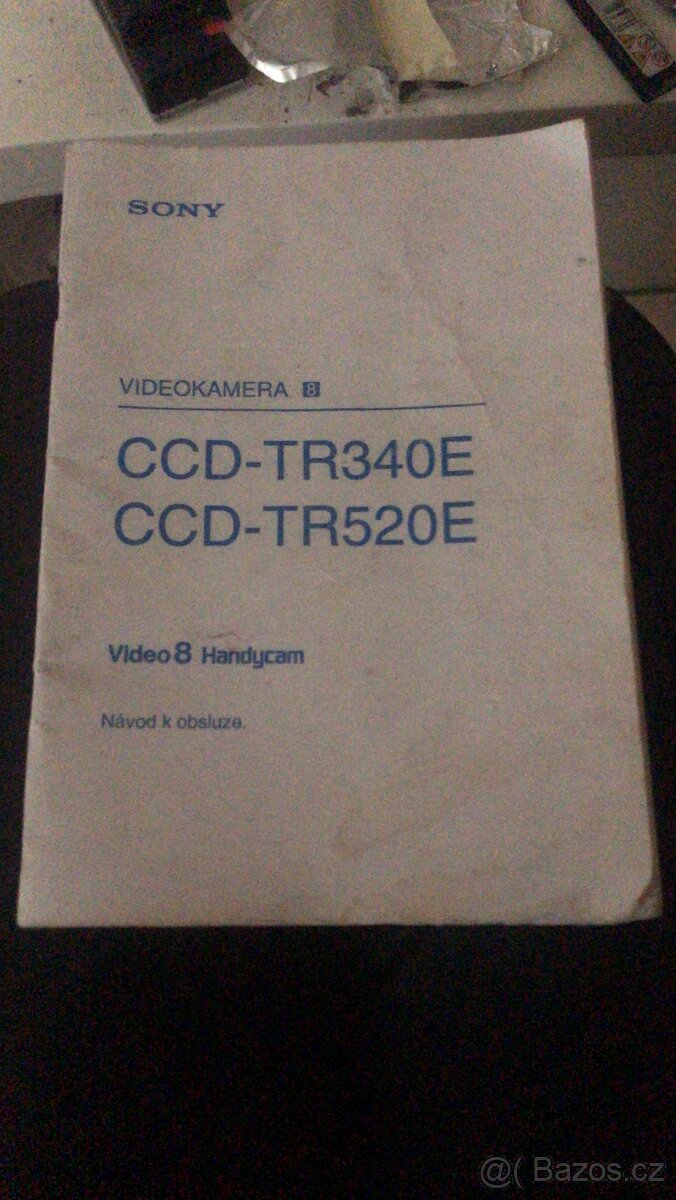 SONY
VIDEOKAMERA 8
CCD-TR340E
CCD-TR520E
Video 8 Handycam
Návod k obsluze.
@( Bazos.cz